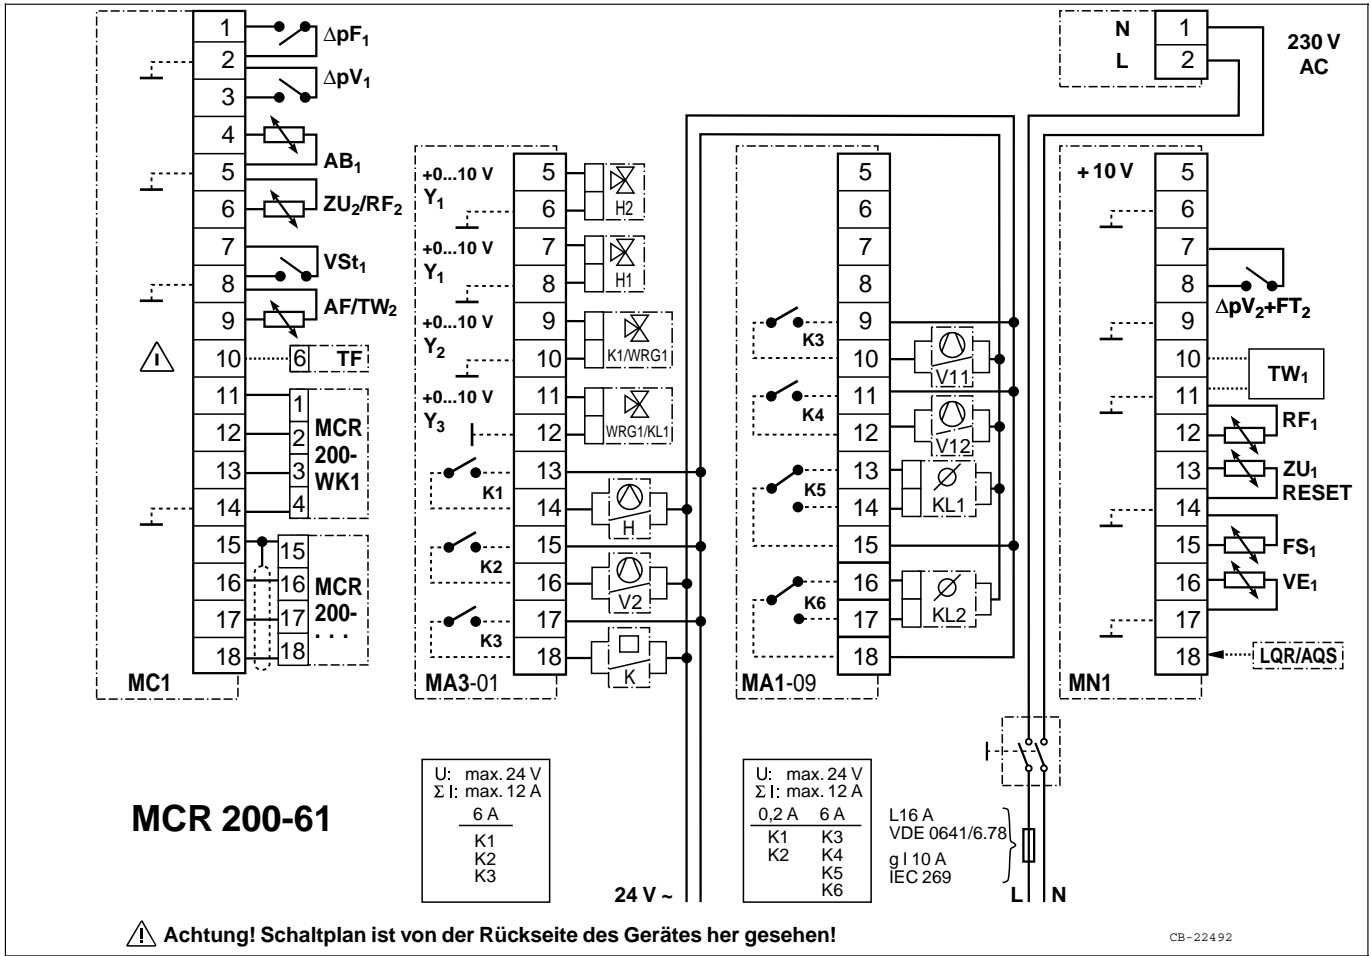 1
2
3
4
5
6
7
8
9
10
11
12
13
14
15
16
17
18
ΔpF1
ΔpV1
AB1
ZU2/RF2
VSt1
AF/TW2
6 TF
1
2
3
4
MCR
200-
WK1
15
16
17
18
MCR
200-
. . .
MC1
+0...10 V
Y1
+0...10 V
Y1
+0...10 V
Y2
+0...10 V
Y3
K1
K2
K3
5
6
7
8
9
10
11
12
13
14
15
16
17
18
H2
H1
K1/WRG1
WRG1/KL1
H
V2
K
MA3-01
K3
K4
K5
K6
5
6
7
8
9
10
11
12
13
14
15
16
17
18
V11
V12
KL1
KL2
MA1-09
N 1
L 2
230 V
AC
+ 10 V
5
6
7
8
9
10
11
12
13
14
15
16
17
18
ΔpV2+FT2
TW1
RF1
ZU1
RESET
FS1
VE1
LQR/AQS
MN1
MCR 200-61
U: max. 24 V
Σ I: max. 12 A
6 A
K1
K2
K3
U: max. 24 V
Σ I: max. 12 A
0,2 A 6 A
K1 K3
K2 K4
K5
K6
L16 A
VDE 0641/6.78
g l 10 A
IEC 269
24 V ~
L N
Achtung! Schaltplan ist von der Rückseite des Gerätes her gesehen!
CB-22492